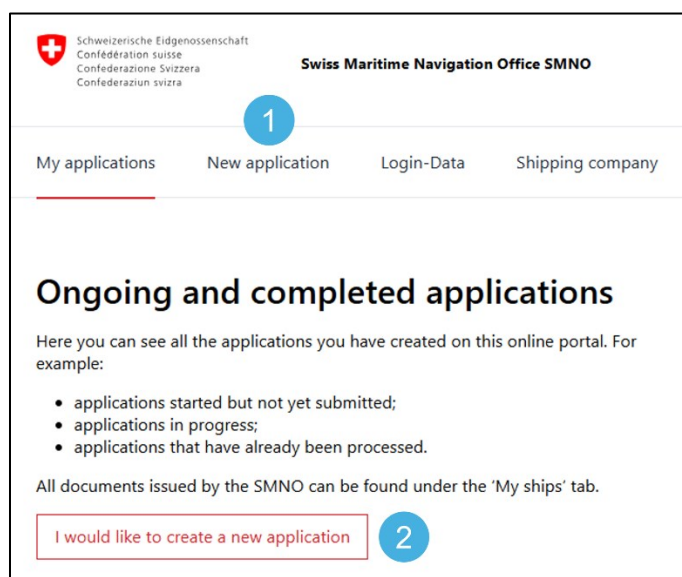 Schweizerische Eidgenossenschaft
Confédération suisse
Confederazione Svizzera
Confederaziun svizra
Swiss Maritime Navigation Office SMNO
1
My applications New application Login-Data Shipping company
Ongoing and completed applications
Here you can see all the applications you have created on this online portal. For
example:
• applications started but not yet submitted;
• applications in progress;
• applications that have already been processed.
All documents issued by the SMNO can be found under the ‘My ships’ tab.
I would like to create a new application 2